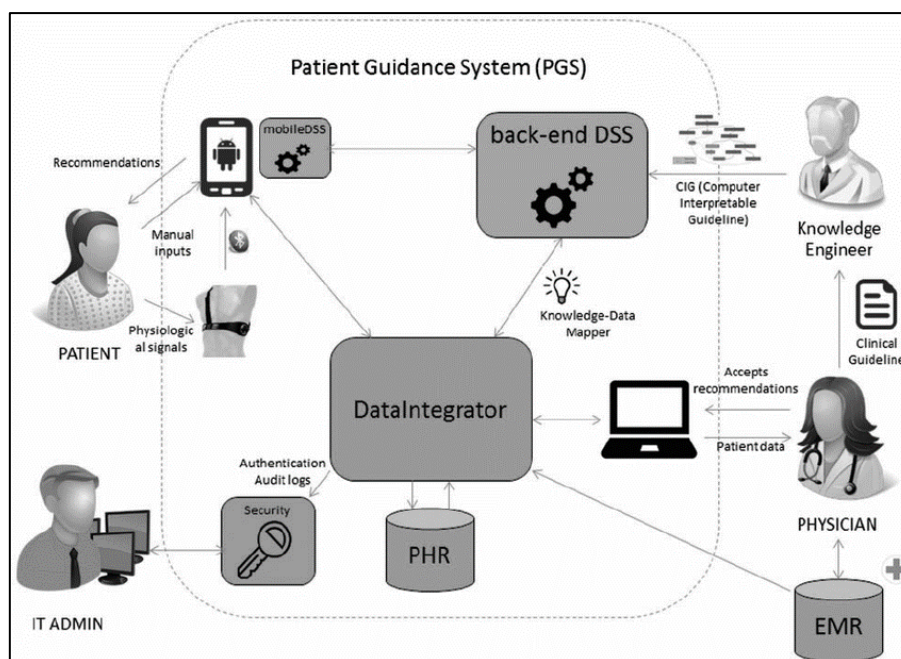 Patient Guidance System (PGS)
mobileDSS
back-end DSS
Recommendations
CIG (Computer
Interpretable
Guideline)
Knowledge
Engineer
Manual
inputs
Physiologic
al signals
PATIENT
Knowledge-Data
Mapper
Clinical
Guideline
Accepts
recommendations
DataIntegrator
Patient data
Authentication
Audit logs
Security
PHR
PHYSICIAN
IT ADMIN
EMR